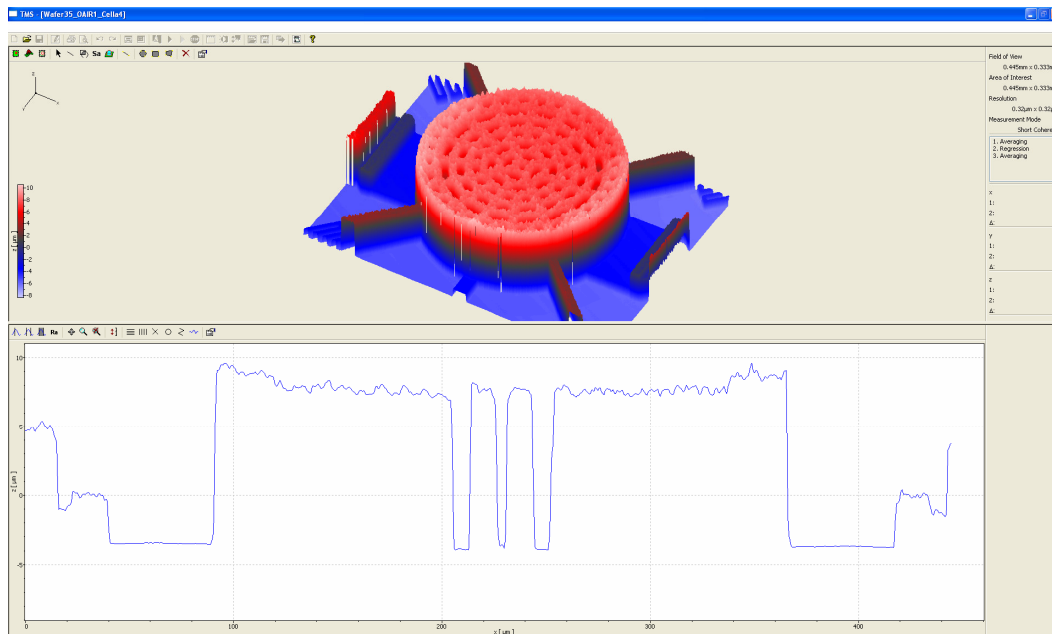 TMS - [Wafer35_OAIR1_Cella4]
Sa
Field of View
0.445mm x 0.333m
Area of Interest
0.445mm x 0.333m
Resolution
0.32µm x 0.32µ
Measurement Mode
Short Cohere
1. Averaging
2. Regression
3. Averaging
x
1:
2:
Δ:
y
1:
2:
Δ:
z
1:
2:
Δ:
z
x
y
z [µm]
10
8
6
4
2
0
-2
-4
-6
-8
Ra
z [µm]
10
5
0
-5
0
100
200
300
400
x [µm]